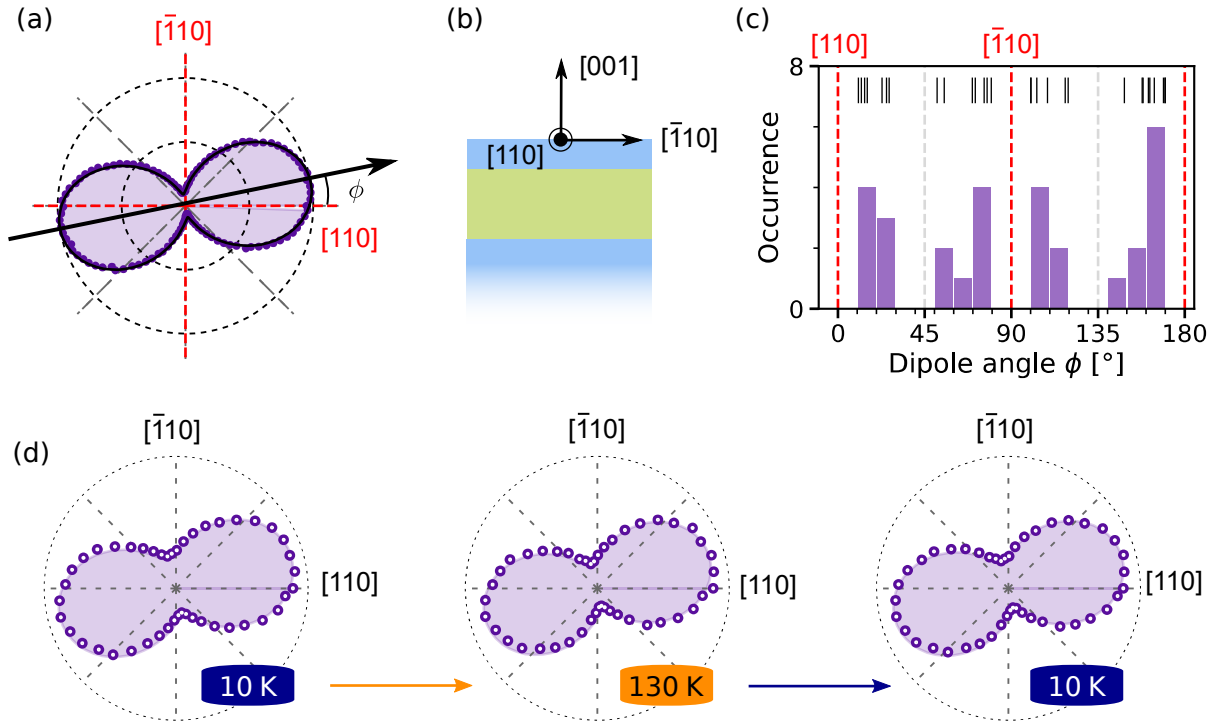 (a)
[1̄10]
ϕ
[110]
(b)
[001]
[1̄10]
[110]
(c)
[110]
[1̄10]
8
0
Occurrence
0 45 90 135 180
Dipole angle ϕ [°]
(d)
[1̄10]
[110]
10 K
[1̄10]
[110]
130 K
[1̄10]
[110]
10 K